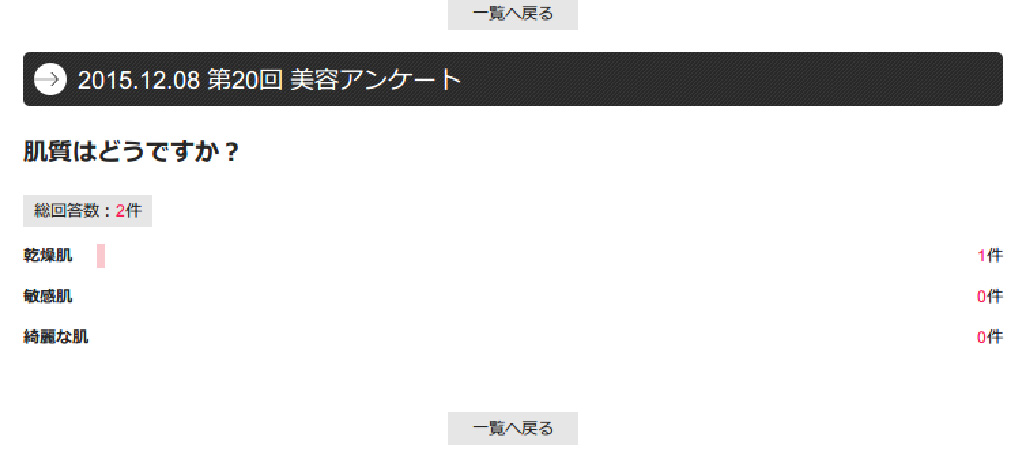 一覧へ戻る
2015.12.08 第20回 美容アンケート
肌質はどうですか？
総回答数：2件
乾燥肌 1件
敏感肌 0件
綺麗な肌 0件
一覧へ戻る